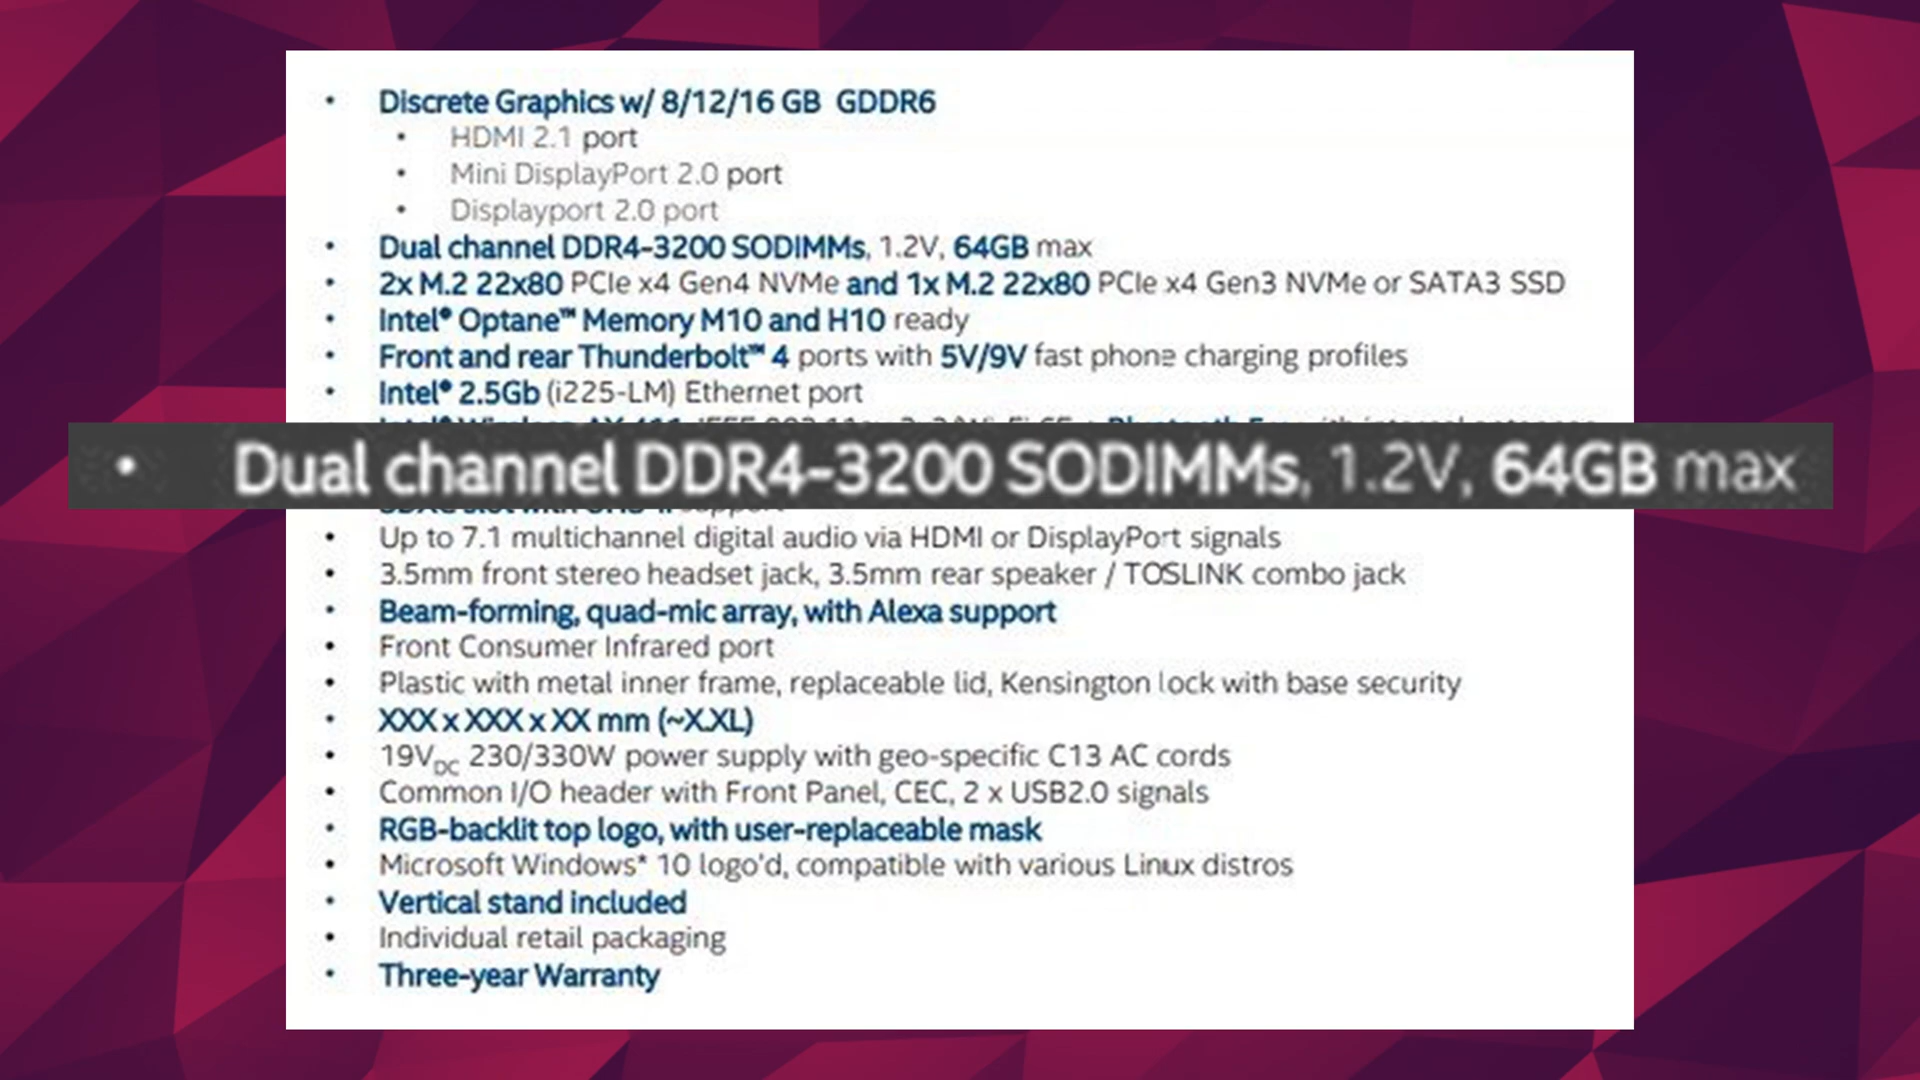 • Discrete Graphics w/ 8/12/16 GB GDDR6
• HDMI 2.1 port
• Mini DisplayPort 2.0 port
• Displayport 2.0 port
• Dual channel DDR4-3200 SODIMMs, 1.2V, 64GB max
• 2x M.2 22x80 PCIe x4 Gen4 NVMe and 1x M.2 22x80 PCIe x4 Gen3 NVMe or SATA3 SSD
• Intel® Optane™ Memory M10 and H10 ready
• Front and rear Thunderbolt™ 4 ports with 5V/9V fast phone charging profiles
• Intel® 2.5Gb (i225-LM) Ethernet port
• Dual channel DDR4-3200 SODIMMs, 1.2V, 64GB max
• Up to 7.1 multichannel digital audio via HDMI or DisplayPort signals
• 3.5mm front stereo headset jack, 3.5mm rear speaker / TOSLINK combo jack
• Beam-forming, quad-mic array, with Alexa support
• Front Consumer Infrared port
• Plastic with metal inner frame, replaceable lid, Kensington lock with base security
• XXX x XXX x XX mm (~X.XL)
• 19VDC 230/330W power supply with geo-specific C13 AC cords
• Common I/O header with Front Panel, CEC, 2 x USB2.0 signals
• RGB-backlit top logo, with user-replaceable mask
• Microsoft Windows* 10 logo'd, compatible with various Linux distros
• Vertical stand included
• Individual retail packaging
• Three-year Warranty